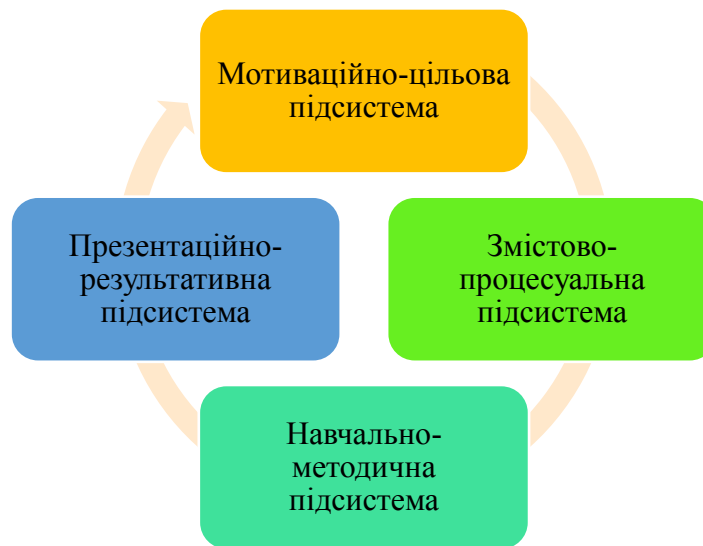 Мотиваційно-цільова
підсистема
Змістово-
процесуальна
підсистема
Навчально-
методична
підсистема
Презентаційно-
результативна
підсистема